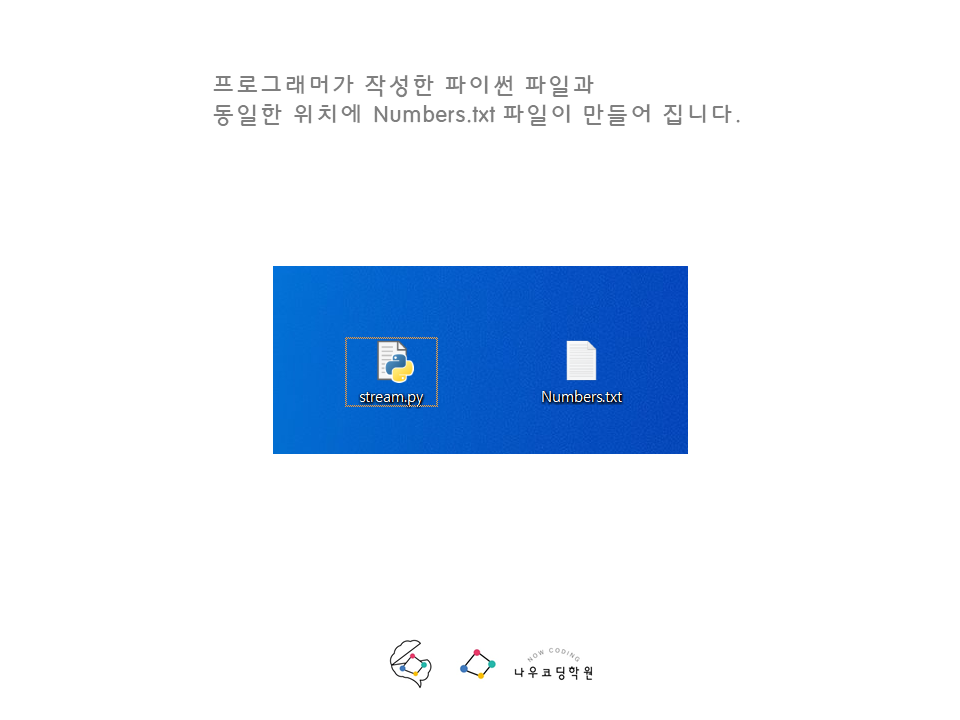 프로그래머가 작성한 파이썬 파일과
동일한 위치에 Numbers.txt 파일이 만들어 집니다.
stream.py
Numbers.txt
NOW CODING
나우코딩학원